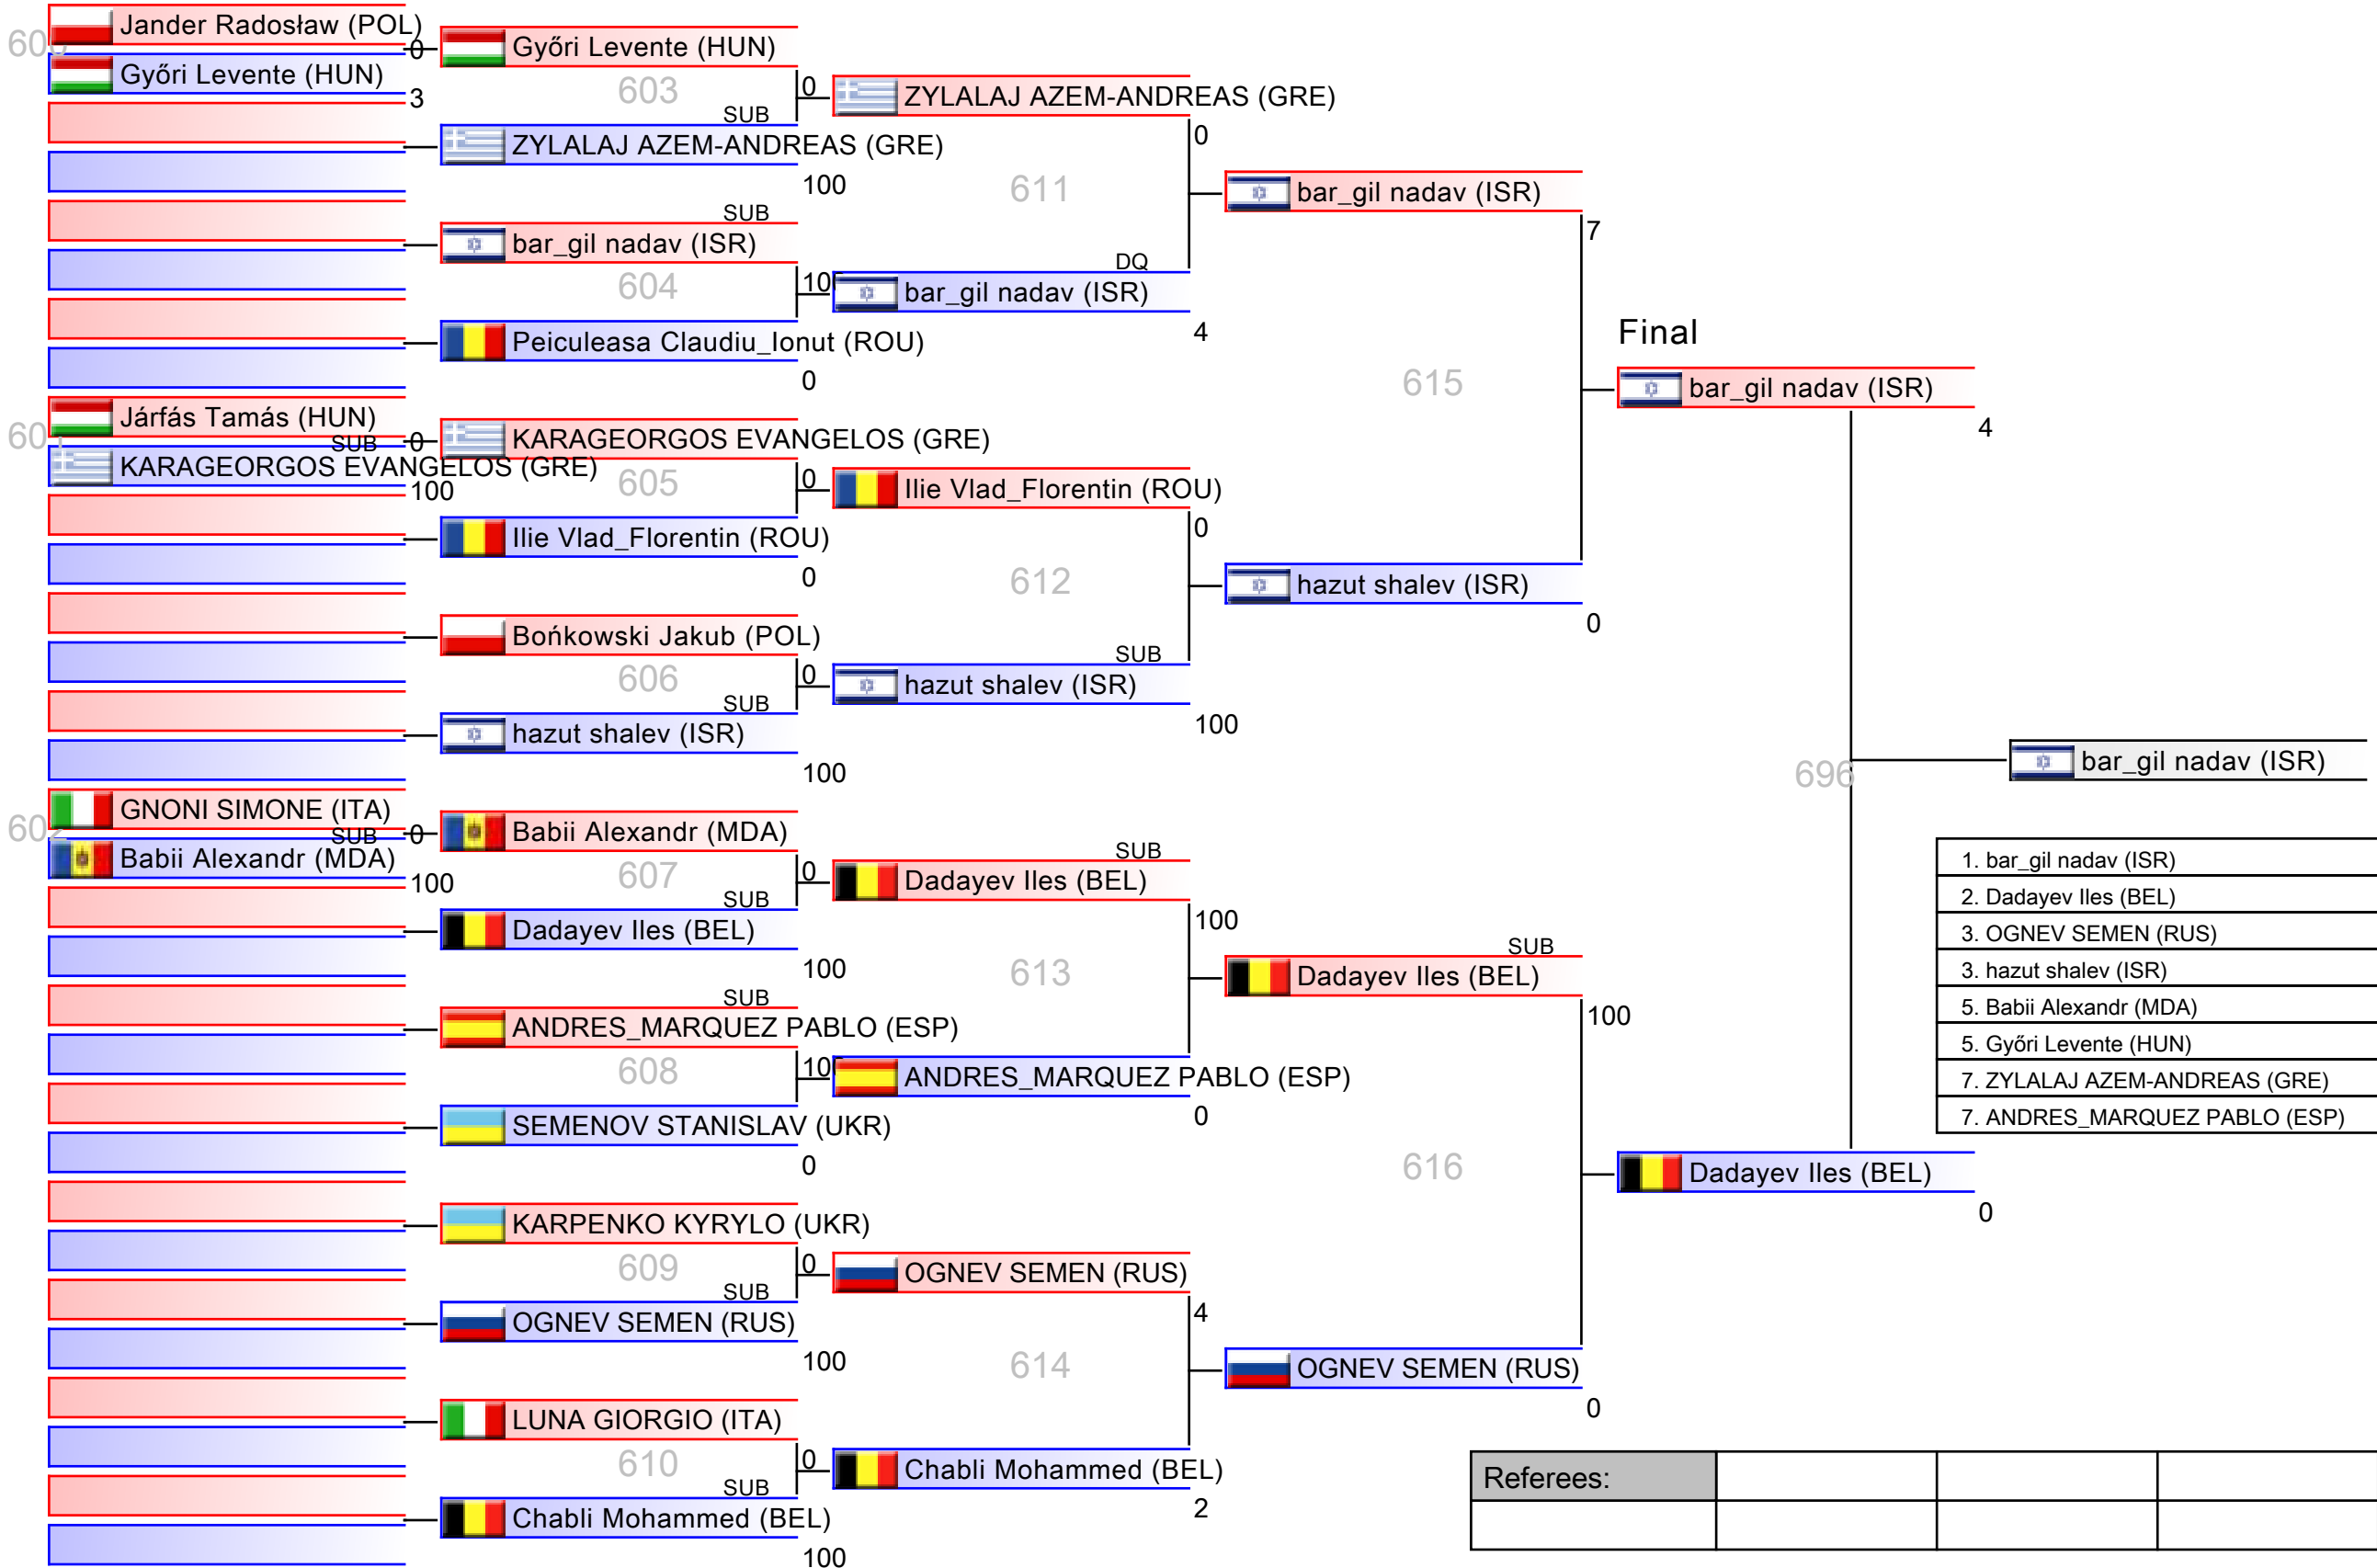 Jander Radosław (POL)
0
Győri Levente (HUN)
3
Járfás Tamás (HUN)
SUB 0
KARAGEORGOS EVANGELOS (GRE)
100
GNONI SIMONE (ITA)
SUB 0
Babii Alexandr (MDA)
100
Győri Levente (HUN)
603 0
SUB
ZYLALAJ AZEM-ANDREAS (GRE)
100
SUB
bar_gil nadav (ISR)
604
Peiculeasa Claudiu_Ionut (ROU)
0
KARAGEORGOS EVANGELOS (GRE)
605 0
Ilie Vlad_Florentin (ROU)
0
Bońkowski Jakub (POL)
606 0
SUB
hazut shalev (ISR)
100
Babii Alexandr (MDA)
607 0
SUB
Dadayev Iles (BEL)
100
SUB
ANDRES_MARQUEZ PABLO (ESP)
608
SEMENOV STANISLAV (UKR)
0
KARPENKO KYRYLO (UKR)
609 0
SUB
OGNEV SEMEN (RUS)
100
LUNA GIORGIO (ITA)
610 0
SUB
Chabli Mohammed (BEL)
100
ZYLALAJ AZEM-ANDREAS (GRE)
0
611
DQ
bar_gil nadav (ISR)
4
Ilie Vlad_Florentin (ROU)
0
612
SUB
hazut shalev (ISR)
100
SUB
Dadayev Iles (BEL)
100
613
ANDRES_MARQUEZ PABLO (ESP)
0
OGNEV SEMEN (RUS)
4
614
Chabli Mohammed (BEL)
2
bar_gil nadav (ISR)
7
615
hazut shalev (ISR)
0
SUB
Dadayev Iles (BEL)
100
616
OGNEV SEMEN (RUS)
0
Final
bar_gil nadav (ISR)
4
696
Dadayev Iles (BEL)
0
bar_gil nadav (ISR)
1. bar_gil nadav (ISR)
2. Dadayev Iles (BEL)
3. OGNEV SEMEN (RUS)
3. hazut shalev (ISR)
5. Babii Alexandr (MDA)
5. Győri Levente (HUN)
7. ZYLALAJ AZEM-ANDREAS (GRE)
7. ANDRES_MARQUEZ PABLO (ESP)
Referees: